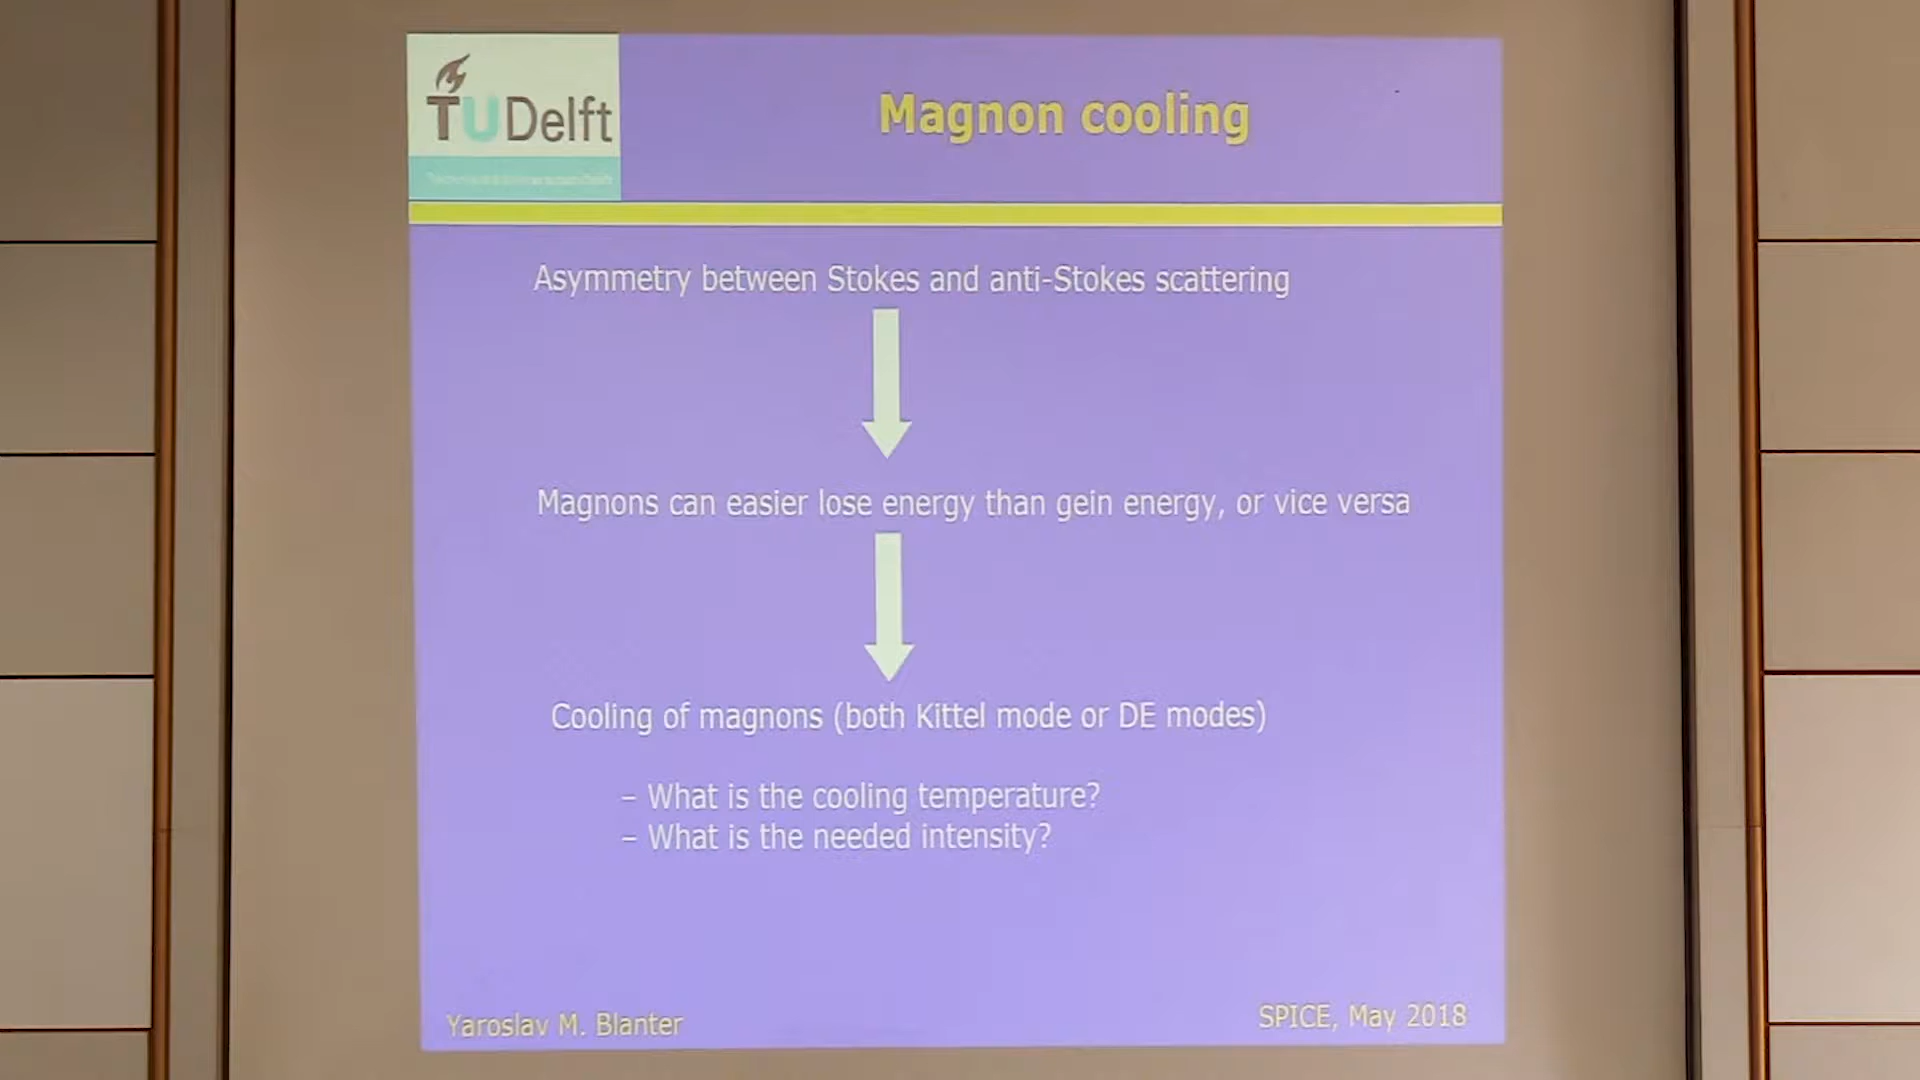 TUDelft
Magnon cooling
Asymmetry between Stokes and anti-Stokes scattering
Magnons can easier lose energy than gein energy, or vice versa
Cooling of magnons (both Kittel mode or DE modes)
– What is the cooling temperature?
– What is the needed intensity?
Yaroslav M. Blanter
SPICE, May 2018